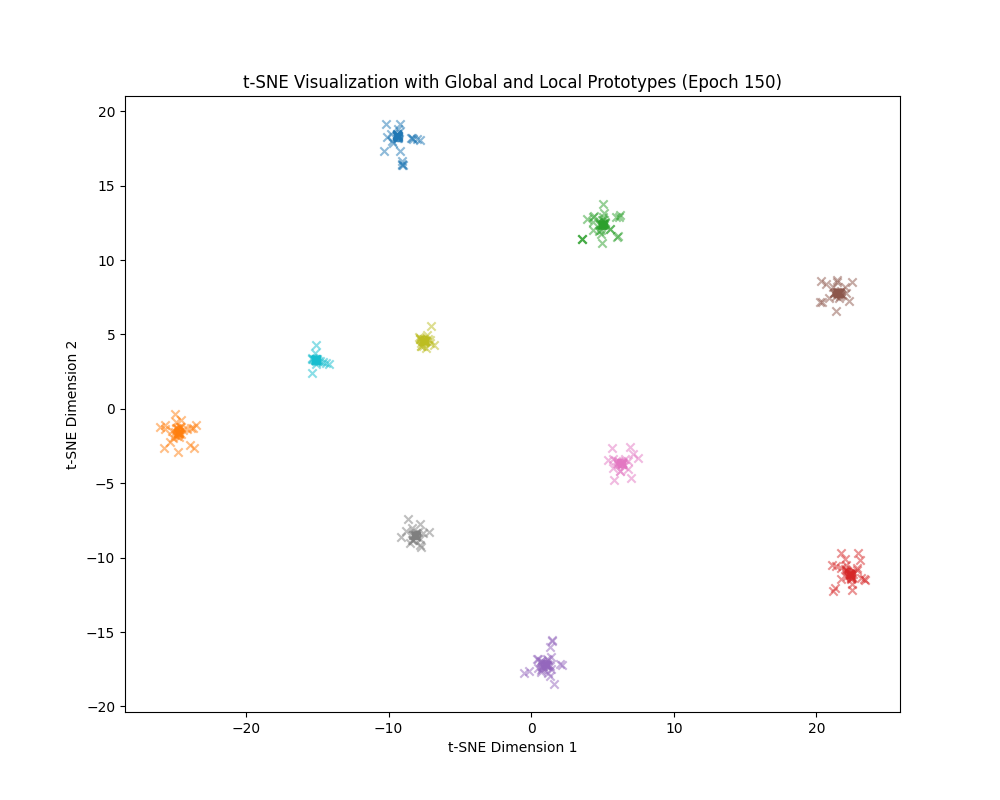 t-SNE Visualization with Global and Local Prototypes (Epoch 150)
20
15
10
5
0
−5
−10
−15
−20
t-SNE Dimension 2
−20 −10 0 10 20
t-SNE Dimension 1